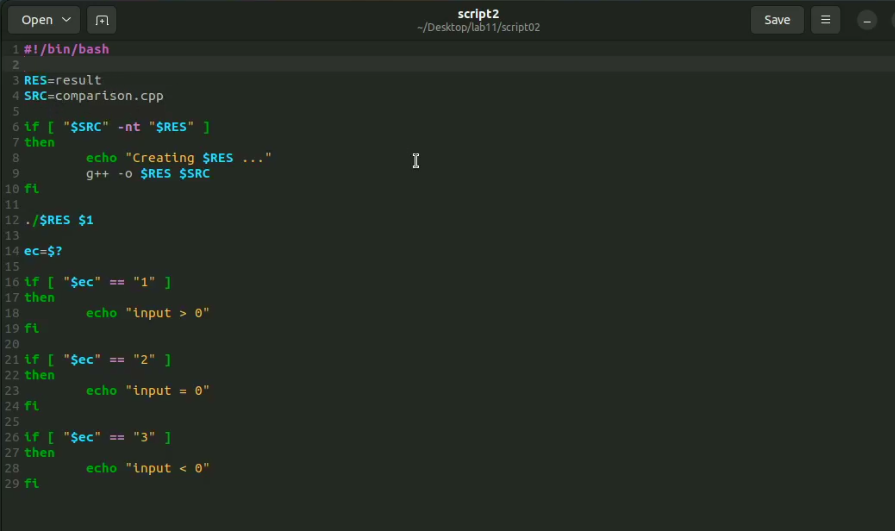 Open
script2
~/Desktop/lab11/script02
Save
1 #!/bin/bash
2
3 RES=result
4 SRC=comparison.cpp
5
6 if [ "$SRC" -nt "$RES" ]
7 then
8 echo "Creating $RES ..."
9 g++ -o $RES $SRC
10 fi
11
12 ./$RES $1
13
14 ec=$?
15
16 if [ "$ec" == "1" ]
17 then
18 echo "input > 0"
19 fi
20
21 if [ "$ec" == "2" ]
22 then
23 echo "input = 0"
24 fi
25
26 if [ "$ec" == "3" ]
27 then
28 echo "input < 0"
29 fi